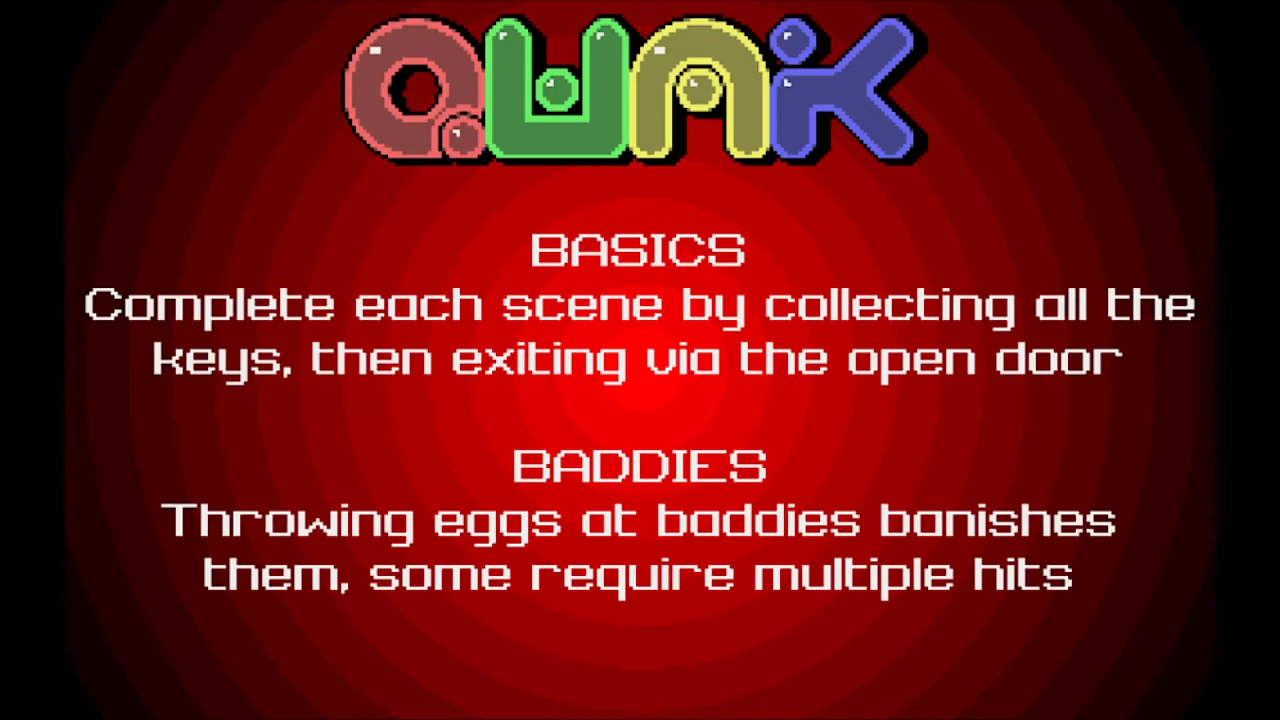 QUAK
BASICS
Complete each scene by collecting all the
keys, then exiting via the open door
BADDIES
Throwing eggs at baddies banishes
them, some require multiple hits